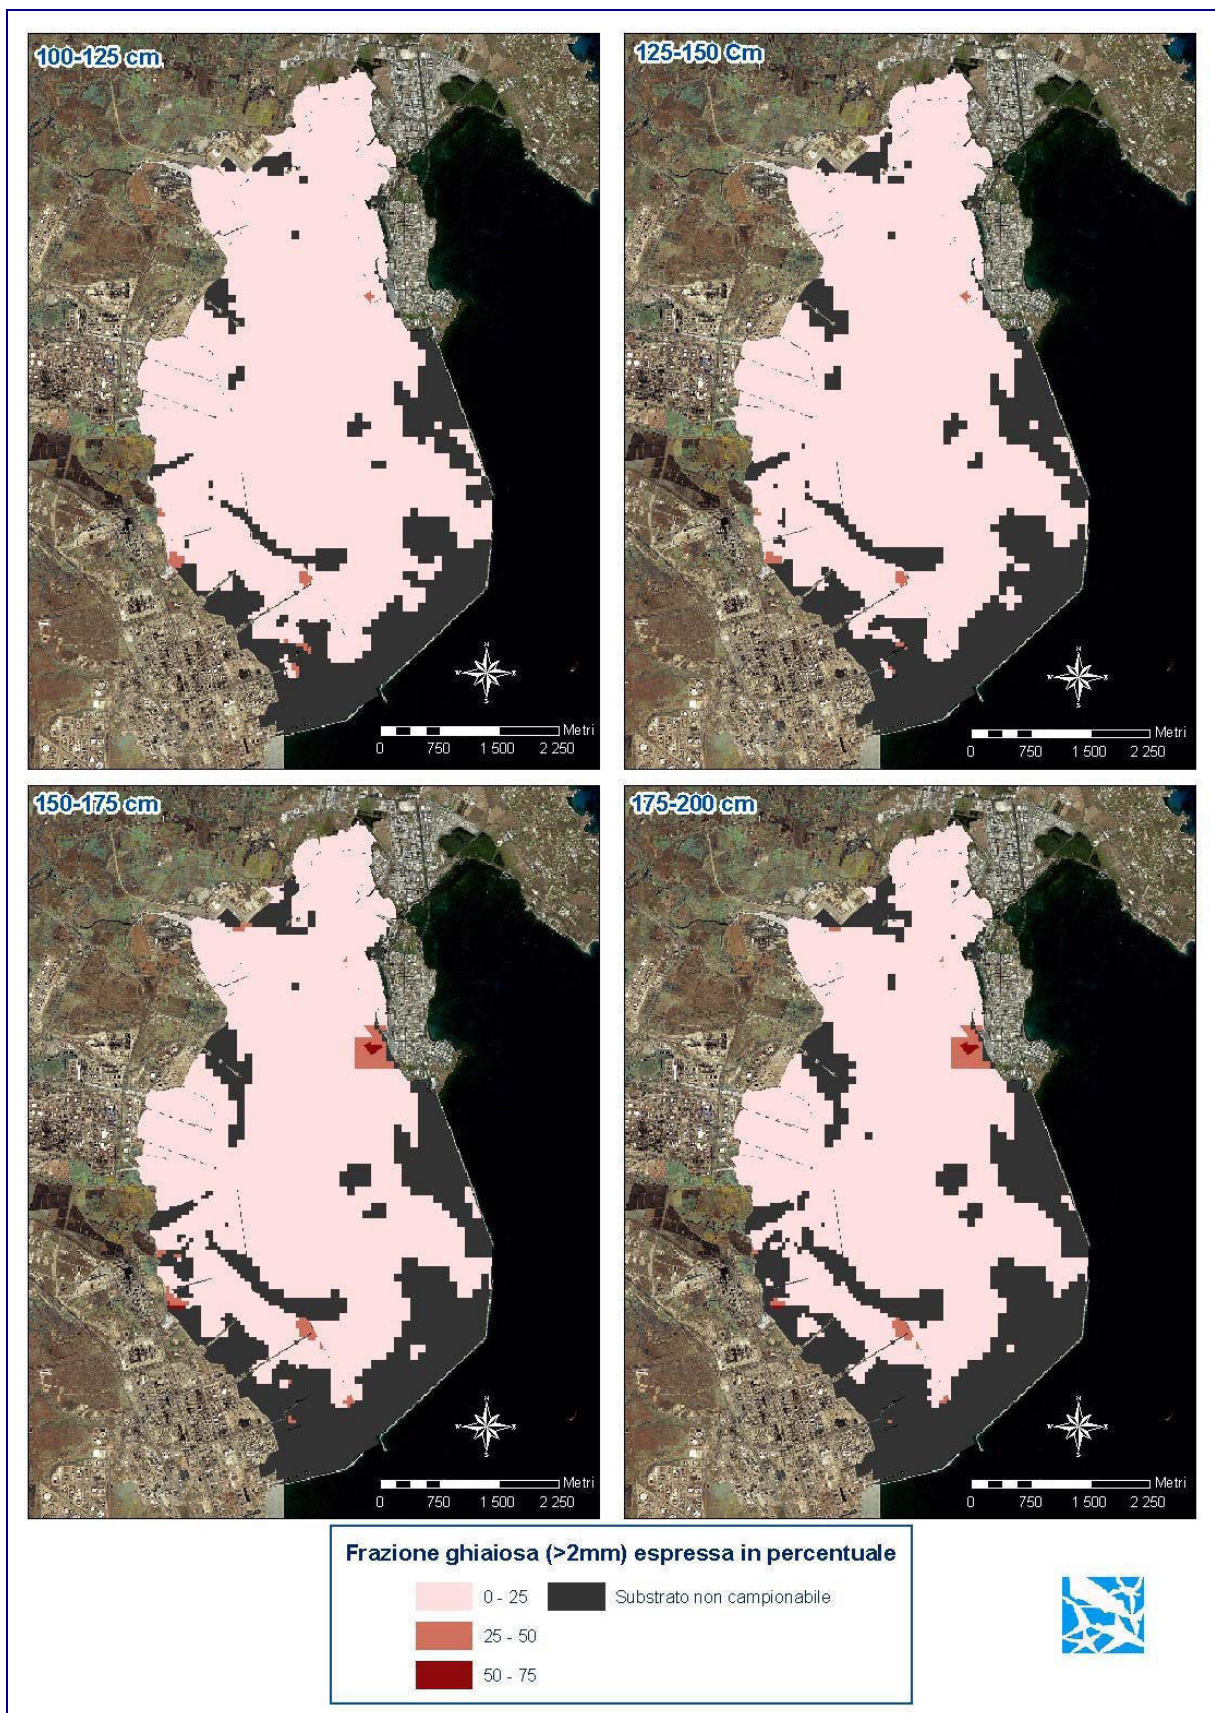 100-125 cm
125-150 Cm
N
W E
S
Metri
0 750 1 500 2 250
N
W E
S
Metri
0 750 1 500 2 250
150-175 cm
175-200 cm
N
W E
S
Metri
0 750 1 500 2 250
N
W E
S
Metri
0 750 1 500 2 250
Frazione ghiaiosa (>2mm) espressa in percentuale
0 - 25
Substrato non campionabile
25 - 50
50 - 75